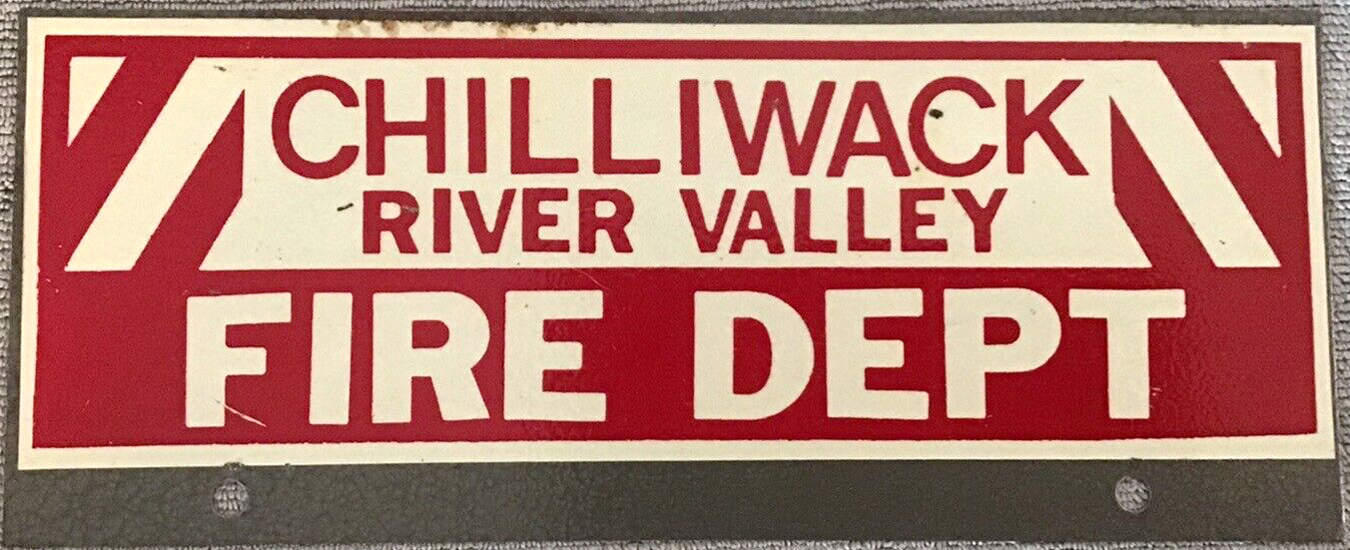 CHILLIWACK
RIVER VALLEY
FIRE DEPT